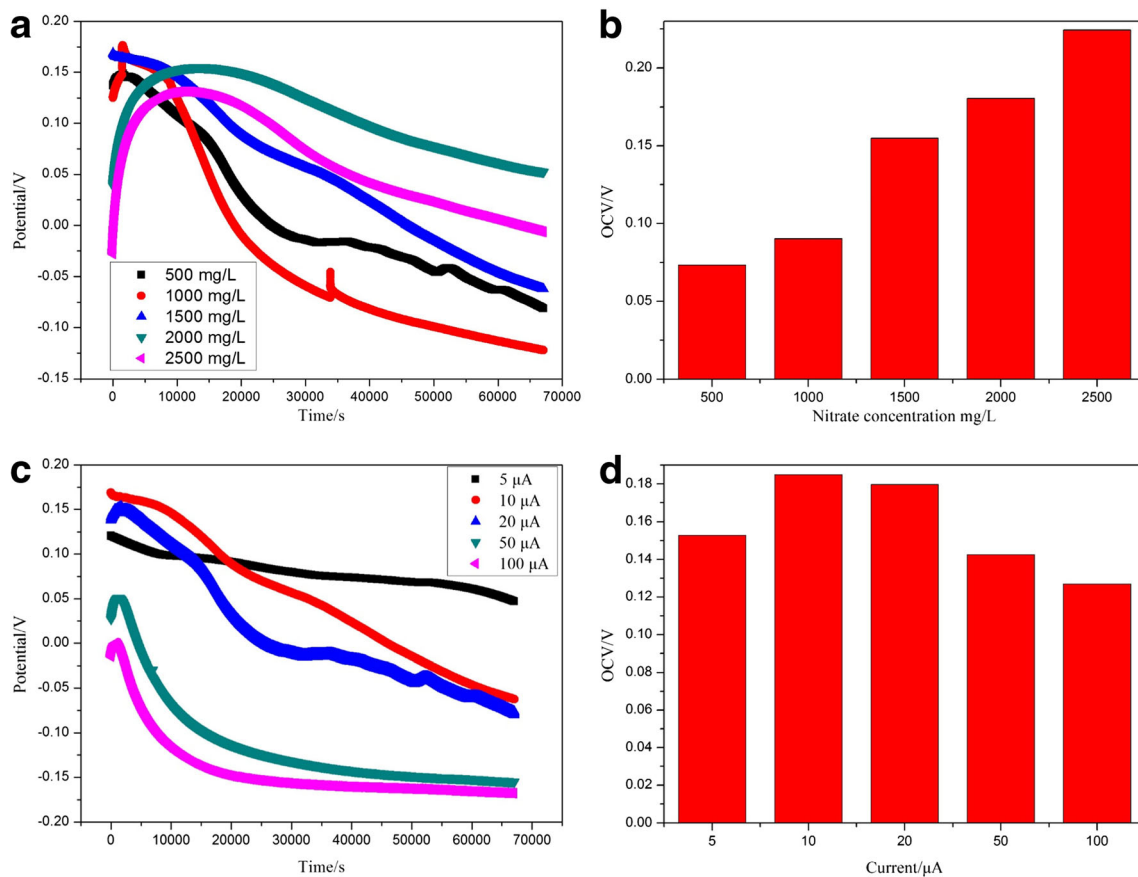 a
0.20
0.15
0.10
0.05
0.00
-0.05
-0.10
-0.15
Potential/V
500 mg/L
1000 mg/L
1500 mg/L
2000 mg/L
2500 mg/L
0 10000 20000 30000 40000 50000 60000 70000
Time/s
b
0.20
0.15
0.10
0.05
0.00
OCV/V
500 1000 1500 2000 2500
Nitrate concentration mg/L
c
0.20
0.15
0.10
0.05
0.00
-0.05
-0.10
-0.15
-0.20
Potential/V
5 μA
10 μA
20 μA
50 μA
100 μA
0 10000 20000 30000 40000 50000 60000 70000
Time/s
d
0.18
0.16
0.14
0.12
0.10
0.08
0.06
0.04
0.02
0.00
OCV/V
5 10 20 50 100
Current/μA